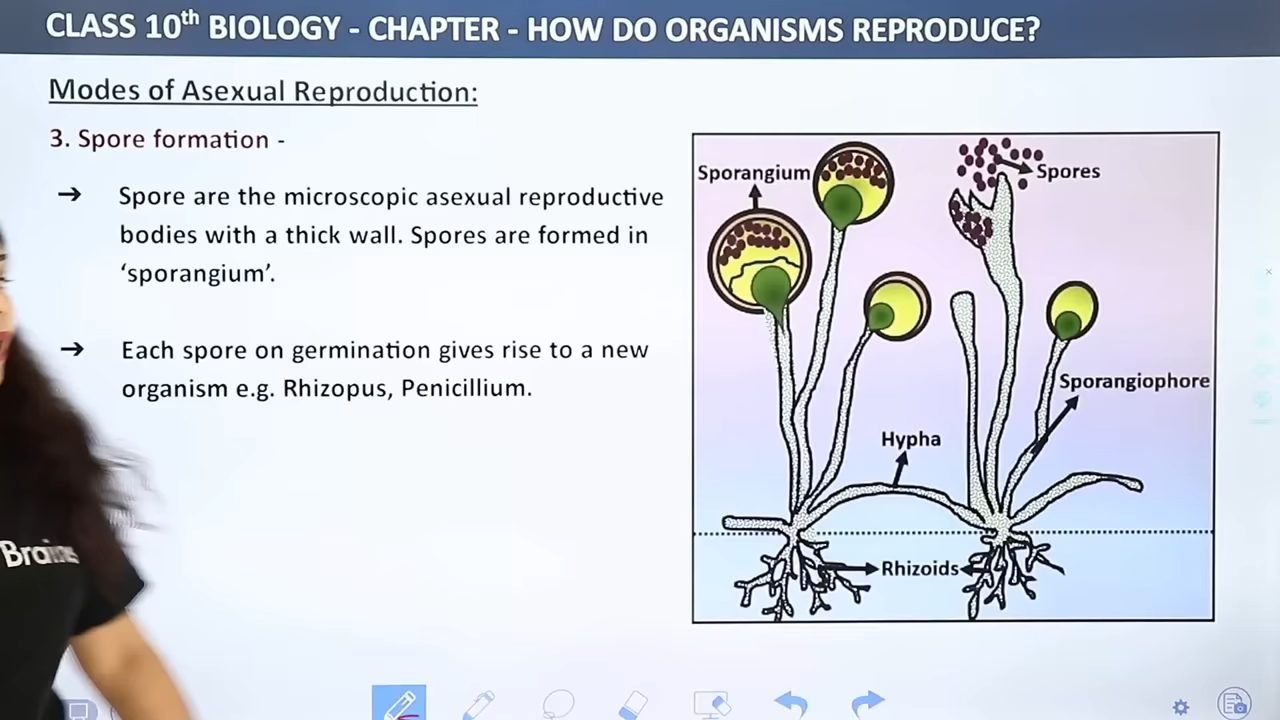 CLASS 10th BIOLOGY - CHAPTER - HOW DO ORGANISMS REPRODUCE?
Modes of Asexual Reproduction:
3. Spore formation -
→ Spore are the microscopic asexual reproductive
bodies with a thick wall. Spores are formed in
‘sporangium’.
→ Each spore on germination gives rise to a new
organism e.g. Rhizopus, Penicillium.
Sporangium
Spores
Sporangiophore
Hypha
Rhizoids